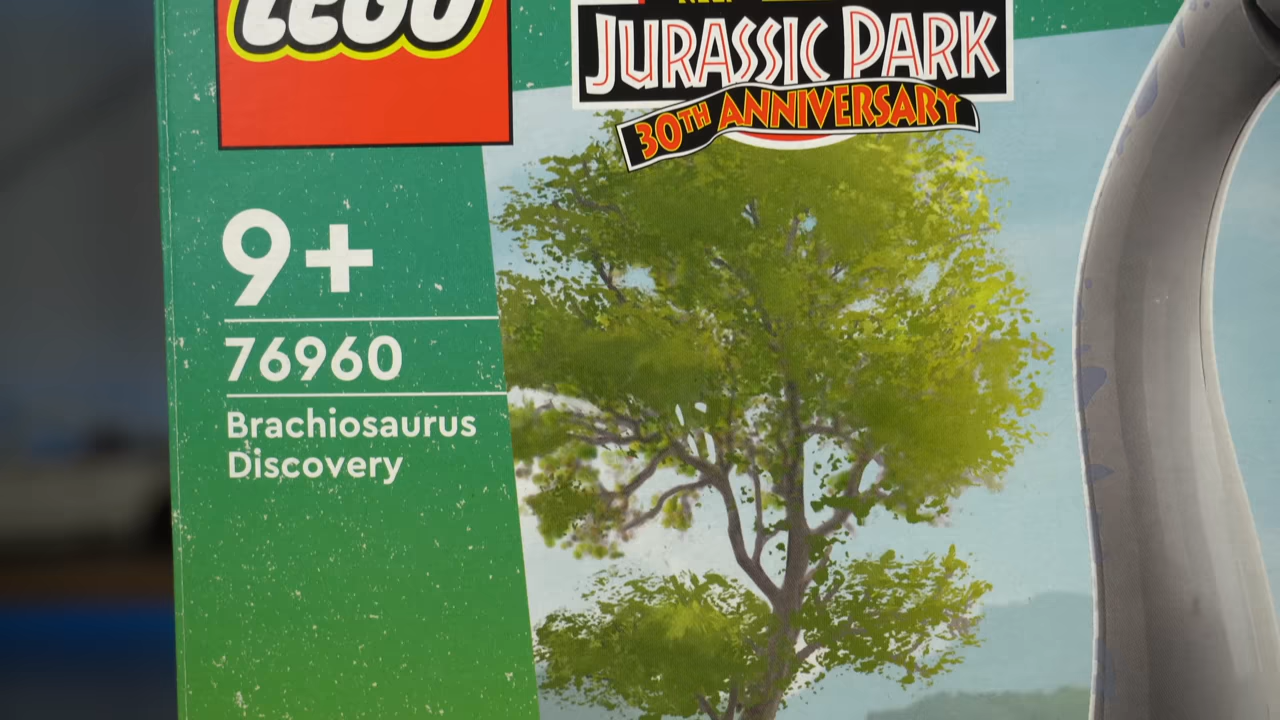 LEGO
JURASSIC PARK
30TH ANNIVERSARY
9+
76960
Brachiosaurus
Discovery